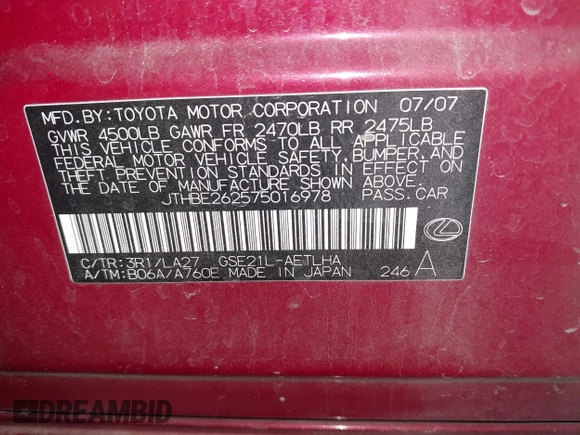 MFD.BY:TOYOTA MOTOR CORPORATION 07/07
GVWR 4500LB GAWR FR 2470LB RR 2475LB
THIS VEHICLE CONFORMS TO ALL APPLICABLE
FEDERAL MOTOR VEHICLE SAFETY, BUMPER, AND
THEFT PREVENTION STANDARDS IN EFFECT ON
THE DATE OF MANUFACTURE SHOWN ABOVE.
JTHBE262575016978 PASS.CAR
C/TR:3R1/LA27 GSE21L-AETLHA
A/TM:B06A/A760E MADE IN JAPAN 246 A
DREAMBID